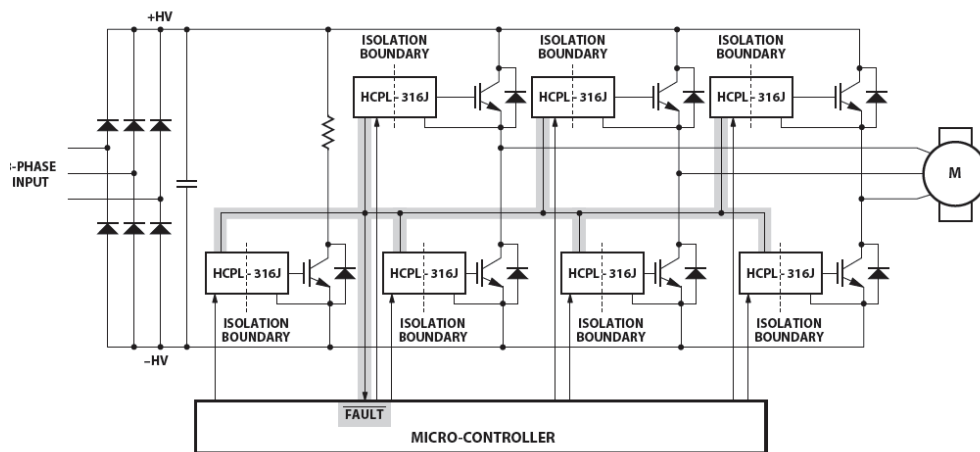 +HV
ISOLATION
BOUNDARY
ISOLATION
BOUNDARY
ISOLATION
BOUNDARY
HCPL - 316J
HCPL - 316J
HCPL - 316J
-PHASE
INPUT
M
HCPL - 316J
HCPL - 316J
HCPL - 316J
HCPL - 316J
ISOLATION
BOUNDARY
ISOLATION
BOUNDARY
ISOLATION
BOUNDARY
ISOLATION
BOUNDARY
–HV
FAULT
MICRO-CONTROLLER